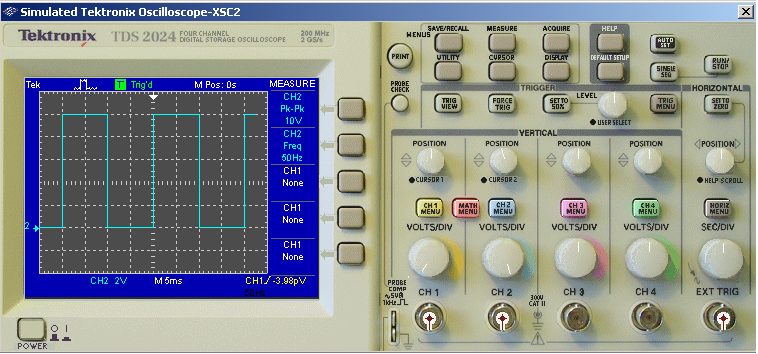 Simulated Tektronix Oscilloscope-XSC2
Tektronix TDS 2024 FOUR CHANNEL DIGITAL STORAGE OSCILLOSCOPE 200 MHz 2 GS/s
Tek T Trig'd M Pos: 0s MEASURE
CH2
Pk-Pk
10V
CH2
Freq
50Hz
CH1
None
CH1
None
CH1
None
2
CH2 2V M 5ms CH1 -3.98pV
POWER
MENUS
SAVE/RECALL MEASURE ACQUIRE
UTILITY CURSOR DISPLAY
PRINT
PROBE CHECK
HELP
DEFAULT SETUP
AUTO SET
SINGLE SEQ
RUN/STOP
TRIGGER
TRIG VIEW
FORCE TRIG
SET TO 50%
LEVEL
USER SELECT
TRIG MENU
HORIZONTAL
SET TO ZERO
VERTICAL
POSITION POSITION POSITION POSITION POSITION
CURSOR 1 CURSOR 2 HELP SCROLL
CH 1 MENU
MATH MENU
CH 2 MENU
CH 3 MENU
CH 4 MENU
HORIZ MENU
VOLTS/DIV VOLTS/DIV VOLTS/DIV VOLTS/DIV SEC/DIV
PROBE COMP
~5V
1kHz
CH 1 CH 2 CH 3 CH 4 EXT TRIG
300V
CAT II